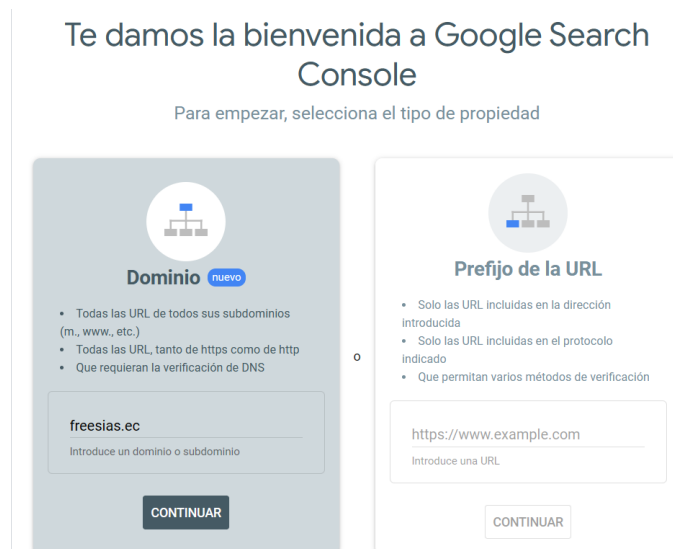 Te damos la bienvenida a Google Search
Console
Para empezar, selecciona el tipo de propiedad
Dominio nuevo
• Todas las URL de todos sus subdominios
(m., www., etc.)
• Todas las URL, tanto de https como de http
• Que requieran la verificación de DNS
freesias.ec
Introduce un dominio o subdominio
CONTINUAR
o
Prefijo de la URL
• Solo las URL incluidas en la dirección
introducida
• Solo las URL incluidas en el protocolo
indicado
• Que permitan varios métodos de verificación
https://www.example.com
Introduce una URL
CONTINUAR